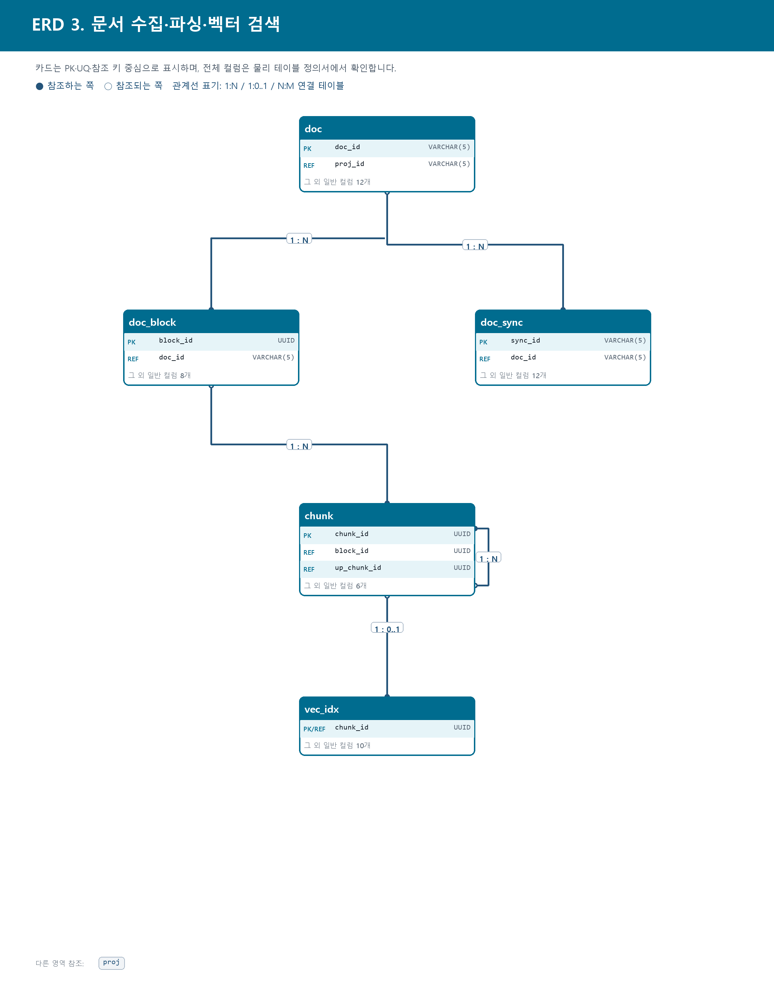 ERD 3. 문서 수집·파싱·벡터 검색
카드는 PK·UQ·참조 키 중심으로 표시하며, 전체 컬럼은 물리 테이블 정의서에서 확인합니다.
● 참조하는 쪽 ○ 참조되는 쪽 관계선 표기: 1:N / 1:0..1 / N:M 연결 테이블
doc
PK doc_id VARCHAR(5)
REF proj_id VARCHAR(5)
그 외 일반 컬럼 12개
1 : N
1 : N
doc_block
PK block_id UUID
REF doc_id VARCHAR(5)
그 외 일반 컬럼 8개
doc_sync
PK sync_id VARCHAR(5)
REF doc_id VARCHAR(5)
그 외 일반 컬럼 12개
1 : N
chunk
PK chunk_id UUID
REF block_id UUID
REF up_chunk_id UUID
그 외 일반 컬럼 6개
1 : N
1 : 0..1
vec_idx
PK/REF chunk_id UUID
그 외 일반 컬럼 10개
다른 영역 참조: proj